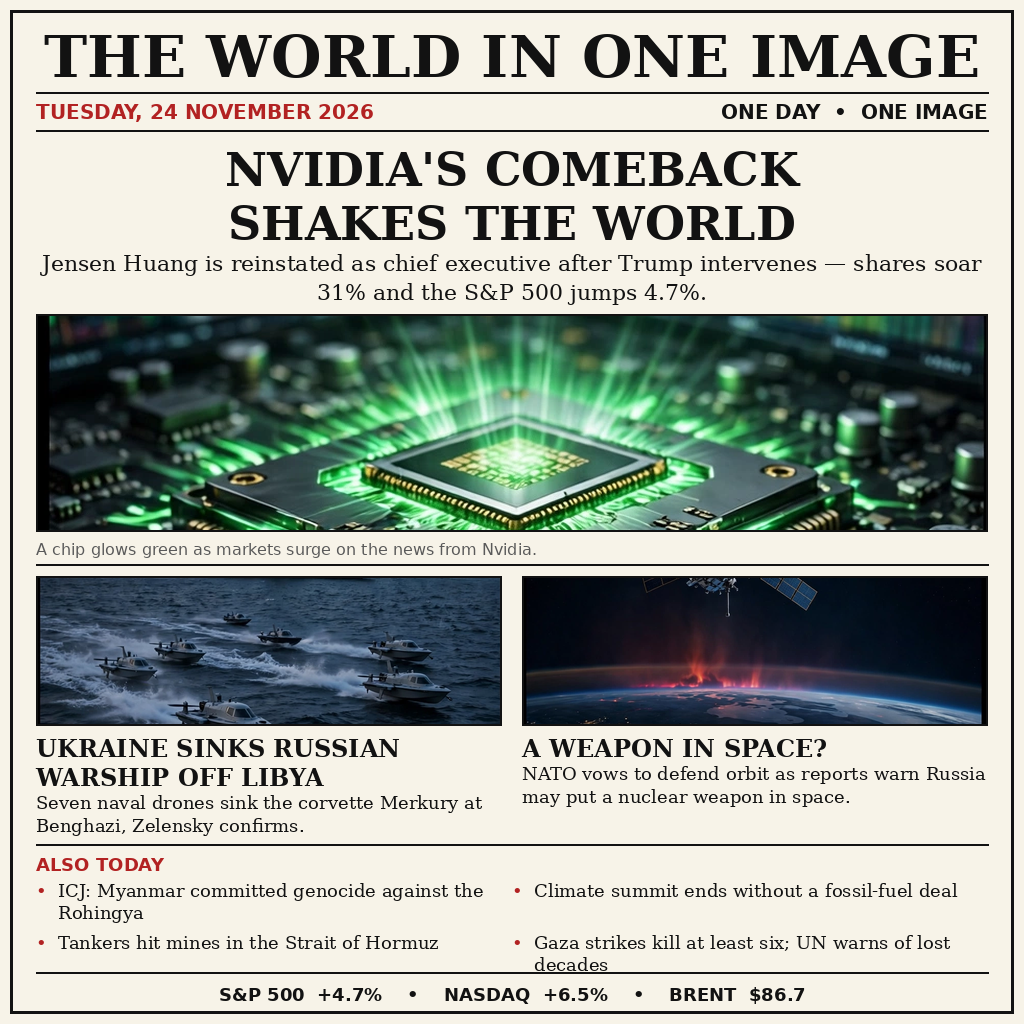 THE WORLD IN ONE IMAGE
TUESDAY, 24 NOVEMBER 2026
ONE DAY • ONE IMAGE
NVIDIA'S COMEBACK
SHAKES THE WORLD
Jensen Huang is reinstated as chief executive after Trump intervenes — shares soar
31% and the S&P 500 jumps 4.7%.
A chip glows green as markets surge on the news from Nvidia.
UKRAINE SINKS RUSSIAN
WARSHIP OFF LIBYA
Seven naval drones sink the corvette Merkury at
Benghazi, Zelensky confirms.
A WEAPON IN SPACE?
NATO vows to defend orbit as reports warn Russia
may put a nuclear weapon in space.
ALSO TODAY
• ICJ: Myanmar committed genocide against the
Rohingya
• Climate summit ends without a fossil-fuel deal
• Tankers hit mines in the Strait of Hormuz
• Gaza strikes kill at least six; UN warns of lost
decades
S&P 500 +4.7% • NASDAQ +6.5% • BRENT $86.7